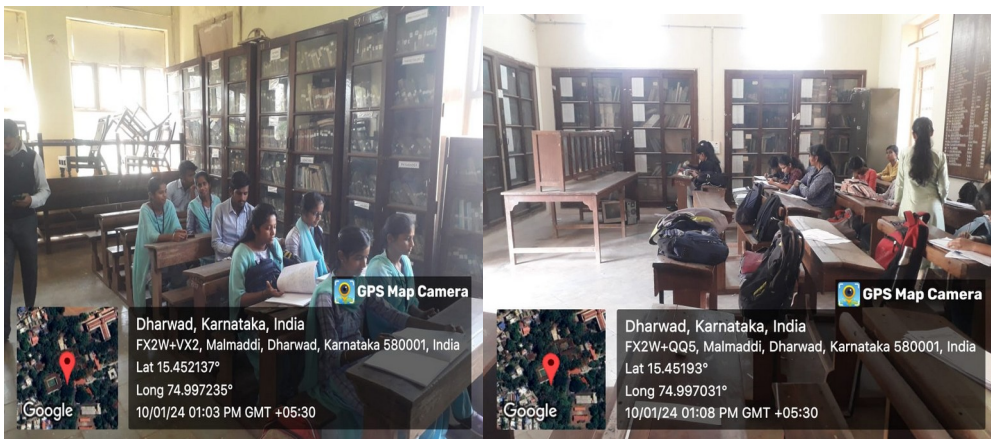 GPS Map Camera
Dharwad, Karnataka, India
FX2W+VX2, Malmaddi, Dharwad, Karnataka 580001, India
Lat 15.452137°
Long 74.997235°
10/01/24 01:03 PM GMT +05:30
Google
GPS Map Camera
Dharwad, Karnataka, India
FX2W+QQ5, Malmaddi, Dharwad, Karnataka 580001, India
Lat 15.45193°
Long 74.997031°
10/01/24 01:08 PM GMT +05:30
Google